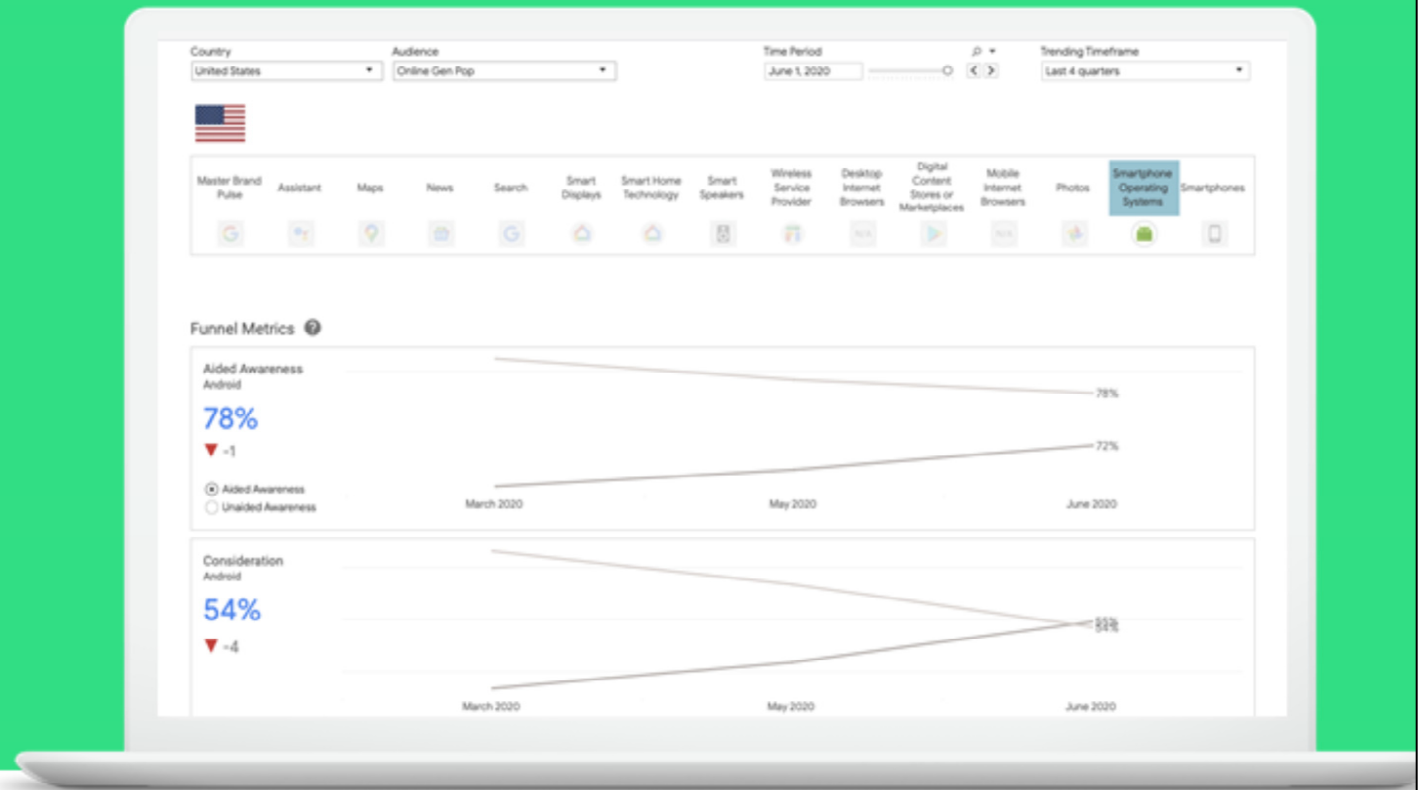 Country
Audience
Time Period
Trending Timeframe
United States
Online Gen Pop
June 1, 2020
Last 4 quarters
Master Brand
Pulse
Assistant
Maps
News
Search
Smart
Displays
Smart Home
Technology
Smart
Speakers
Wireless
Service
Provider
Desktop
Internet
Browsers
Digital
Content
Stores or
Marketplaces
Mobile
Internet
Browsers
Photos
Smartphone
Operating
Systems
Smartphones
N/A
N/A
Funnel Metrics ?
Aided Awareness
Android
78%
-1
Aided Awareness
Unaided Awareness
78%
72%
March 2020
May 2020
June 2020
Consideration
Android
54%
-4
54%
March 2020
May 2020
June 2020